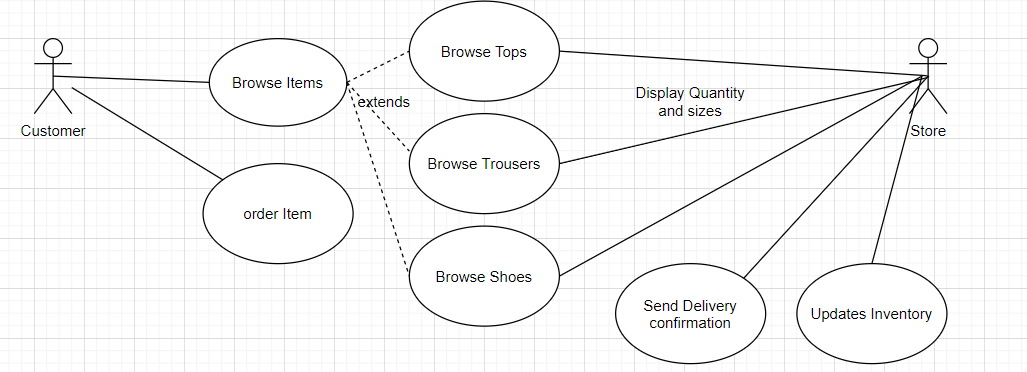 Browse Tops
Browse Items
Display Quantity
and sizes
extends
Customer
Store
Browse Trousers
order Item
Browse Shoes
Send Delivery
confirmation
Updates Inventory